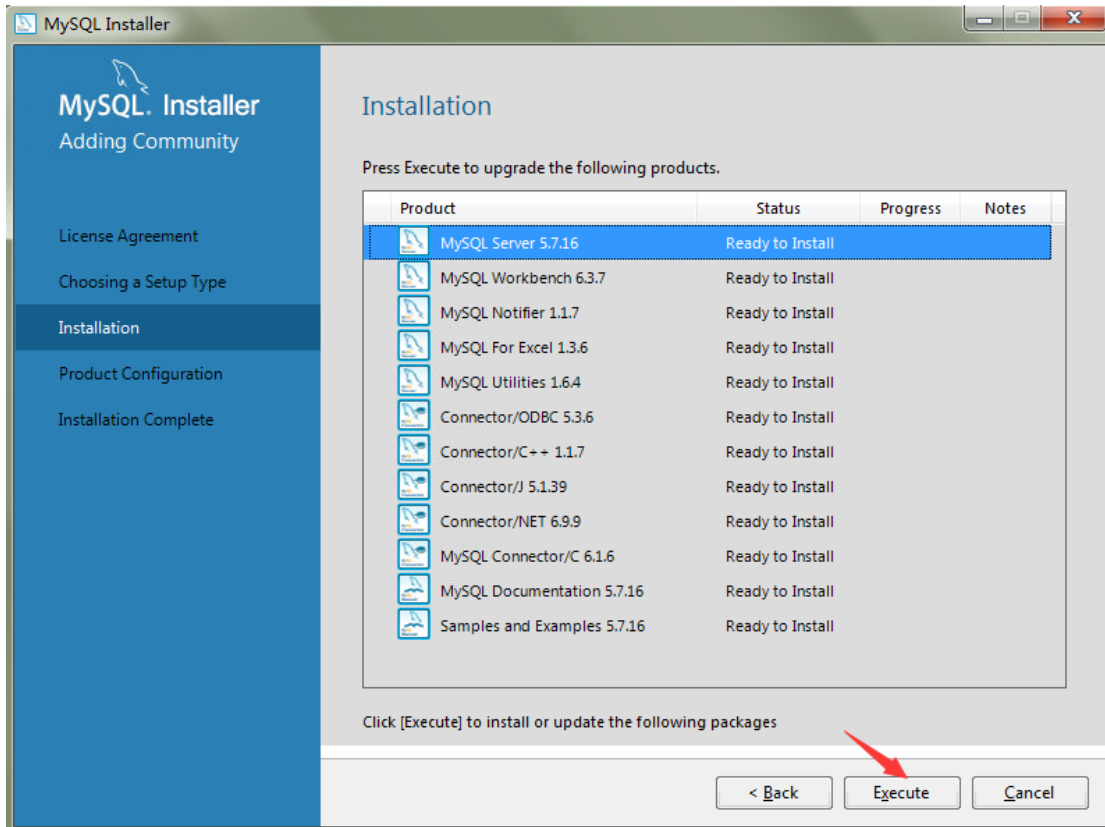 MySQL Installer
MySQL. Installer
Adding Community
License Agreement
Choosing a Setup Type
Installation
Product Configuration
Installation Complete
Installation
Press Execute to upgrade the following products.
Product Status Progress Notes
MySQL Server 5.7.16 Ready to Install
MySQL Workbench 6.3.7 Ready to Install
MySQL Notifier 1.1.7 Ready to Install
MySQL For Excel 1.3.6 Ready to Install
MySQL Utilities 1.6.4 Ready to Install
Connector/ODBC 5.3.6 Ready to Install
Connector/C++ 1.1.7 Ready to Install
Connector/J 5.1.39 Ready to Install
Connector/NET 6.9.9 Ready to Install
MySQL Connector/C 6.1.6 Ready to Install
MySQL Documentation 5.7.16 Ready to Install
Samples and Examples 5.7.16 Ready to Install
Click [Execute] to install or update the following packages
< Back Execute Cancel